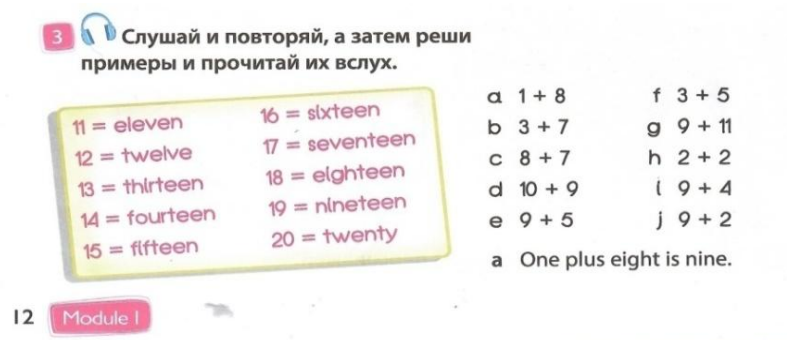 3 Слушай и повторяй, а затем реши
примеры и прочитай их вслух.
11 = eleven
12 = twelve
13 = thirteen
14 = fourteen
15 = fifteen
16 = sixteen
17 = seventeen
18 = eighteen
19 = nineteen
20 = twenty
a 1 + 8
b 3 + 7
c 8 + 7
d 10 + 9
e 9 + 5
f 3 + 5
g 9 + 11
h 2 + 2
i 9 + 4
j 9 + 2
a One plus eight is nine.
12 Module 1